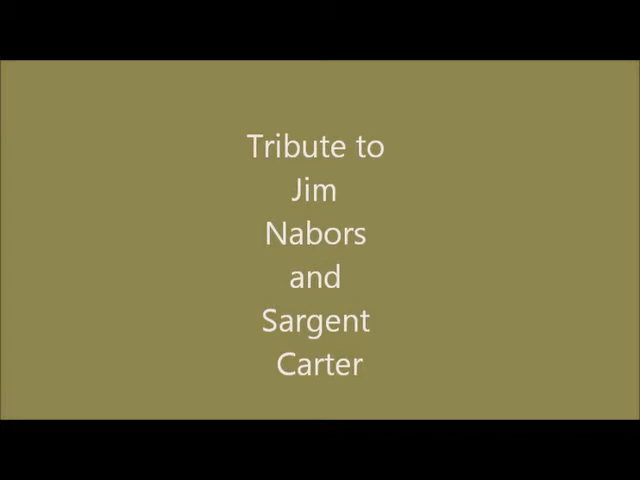 Tribute to
Jim
Nabors
and
Sargent
Carter